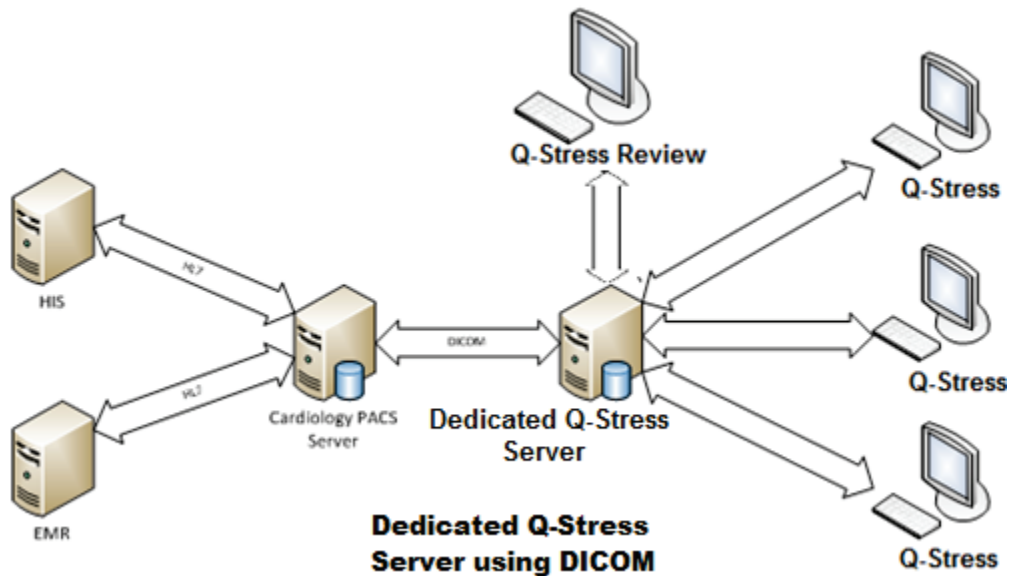 Q-Stress Review
Q-Stress
HL7
HIS
Q-Stress
DICOM
HL7
Cardiology PACS
Server
Dedicated Q-Stress
Server
EMR
Dedicated Q-Stress
Server using DICOM
Q-Stress